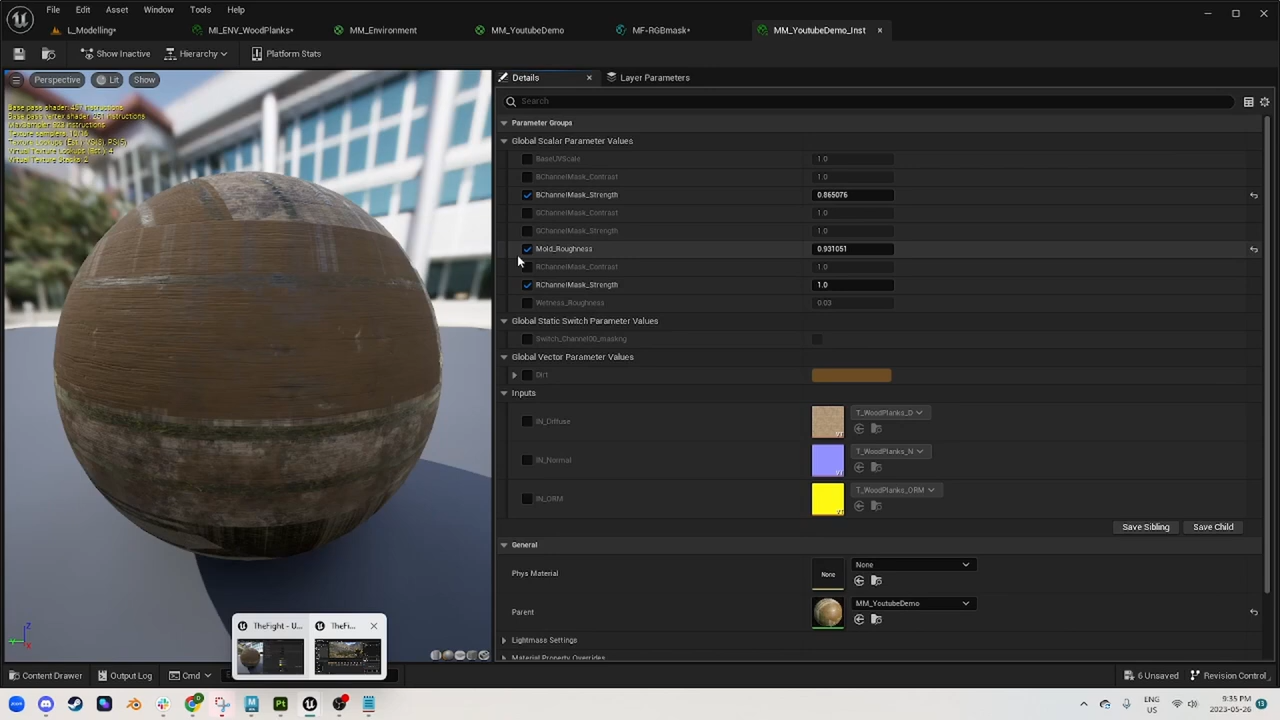 File Edit Asset Window Tools Help
L_Modelling* MI_ENV_WoodPlanks* MM_Environment MM_YoutubeDemo MF-RGBmask* MM_YoutubeDemo_Inst
Show Inactive Hierarchy Platform Stats
Perspective Lit Show
Details Layer Parameters
Search
Parameter Groups
Global Scalar Parameter Values
BaseUVScale 1.0
BChannelMask_Contrast 1.0
BChannelMask_Strength 0.865076
GChannelMask_Contrast 1.0
GChannelMask_Strength 1.0
Mold_Roughness 0.931051
RChannelMask_Contrast 1.0
RChannelMask_Strength 1.0
Wetness_Roughness 0.03
Global Static Switch Parameter Values
Global Vector Parameter Values
Dirt
Inputs
IN_Diffuse T_WoodPlanks_D
IN_Normal T_WoodPlanks_N
IN_ORM T_WoodPlanks_ORM
Save Sibling Save Child
General
Phys Material None None
Parent MM_YoutubeDemo
Lightmass Settings
Material Property Overrides
TheFight - U... TheFi...
Content Drawer Output Log Cmd 6 Unsaved Revision Control
ENG US 9:35 PM 2023-05-26